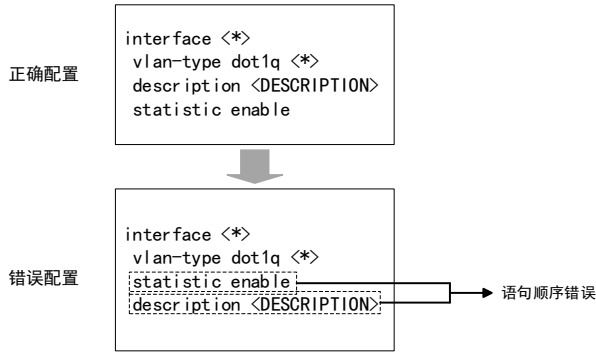 正确配置
interface <*>
vlan-type dot1q <*>
description <DESCRIPTION>
statistic enable
错误配置
interface <*>
vlan-type dot1q <*>
statistic enable
description <DESCRIPTION>
语句顺序错误